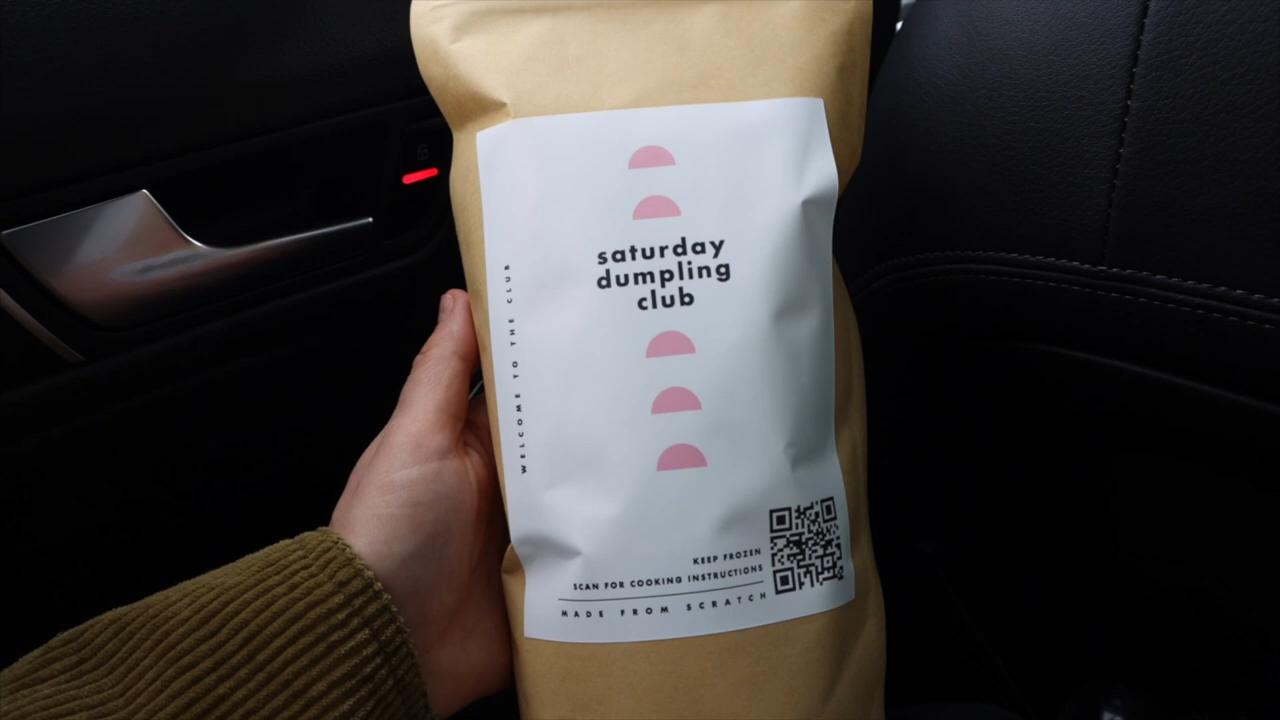 saturday
dumpling
club
WELCOME TO THE CLUB
KEEP FROZEN
SCAN FOR COOKING INSTRUCTIONS
MADE FROM SCRATCH